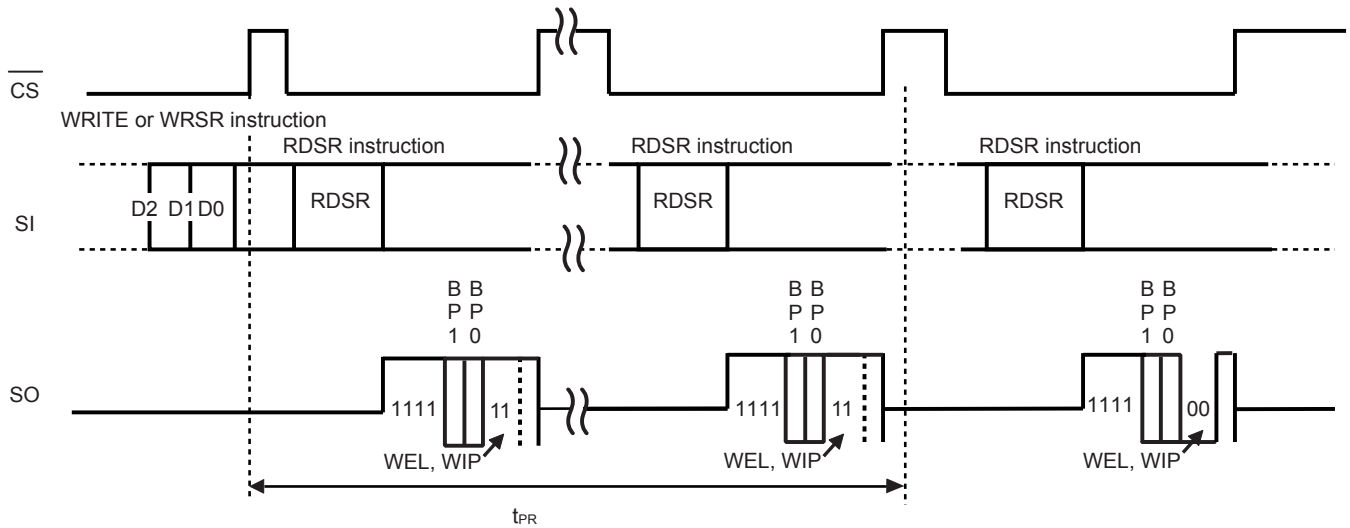 CS
WRITE or WRSR instruction
RDSR instruction
RDSR instruction
RDSR instruction
SI
D2 D1 D0
RDSR
RDSR
RDSR
B B
P P
1 0
B B
P P
1 0
B B
P P
1 0
SO
1111
11
1111
11
1111
00
WEL, WIP
WEL, WIP
WEL, WIP
tPR